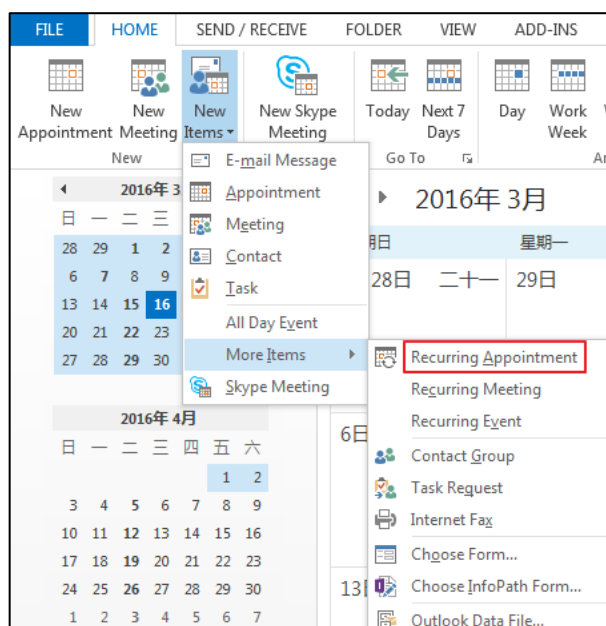 FILE HOME SEND / RECEIVE FOLDER VIEW ADD-INS
New Appointment
New Meeting
New Items
New Skype Meeting
Today
Next 7 Days
Day
Work Week
New
Go To
2016年 3
日 一 二 三
28 29 1 2
6 7 8 9
13 14 15 16
20 21 22 23
27 28 29 30
2016年 4月
日 一 二 三 四 五 六
1 2
3 4 5 6 7 8 9
10 11 12 13 14 15 16
17 18 19 20 21 22 23
24 25 26 27 28 29 30
1 2 3 4 5 6 7
E-mail Message
Appointment
Meeting
Contact
Task
All Day Event
More Items
Skype Meeting
2016年 3月
期日 星期一
28日 二十一 29日
6日
13
Recurring Appointment
Recurring Meeting
Recurring Event
Contact Group
Task Request
Internet Fax
Choose Form...
Choose InfoPath Form...
Outlook Data File...